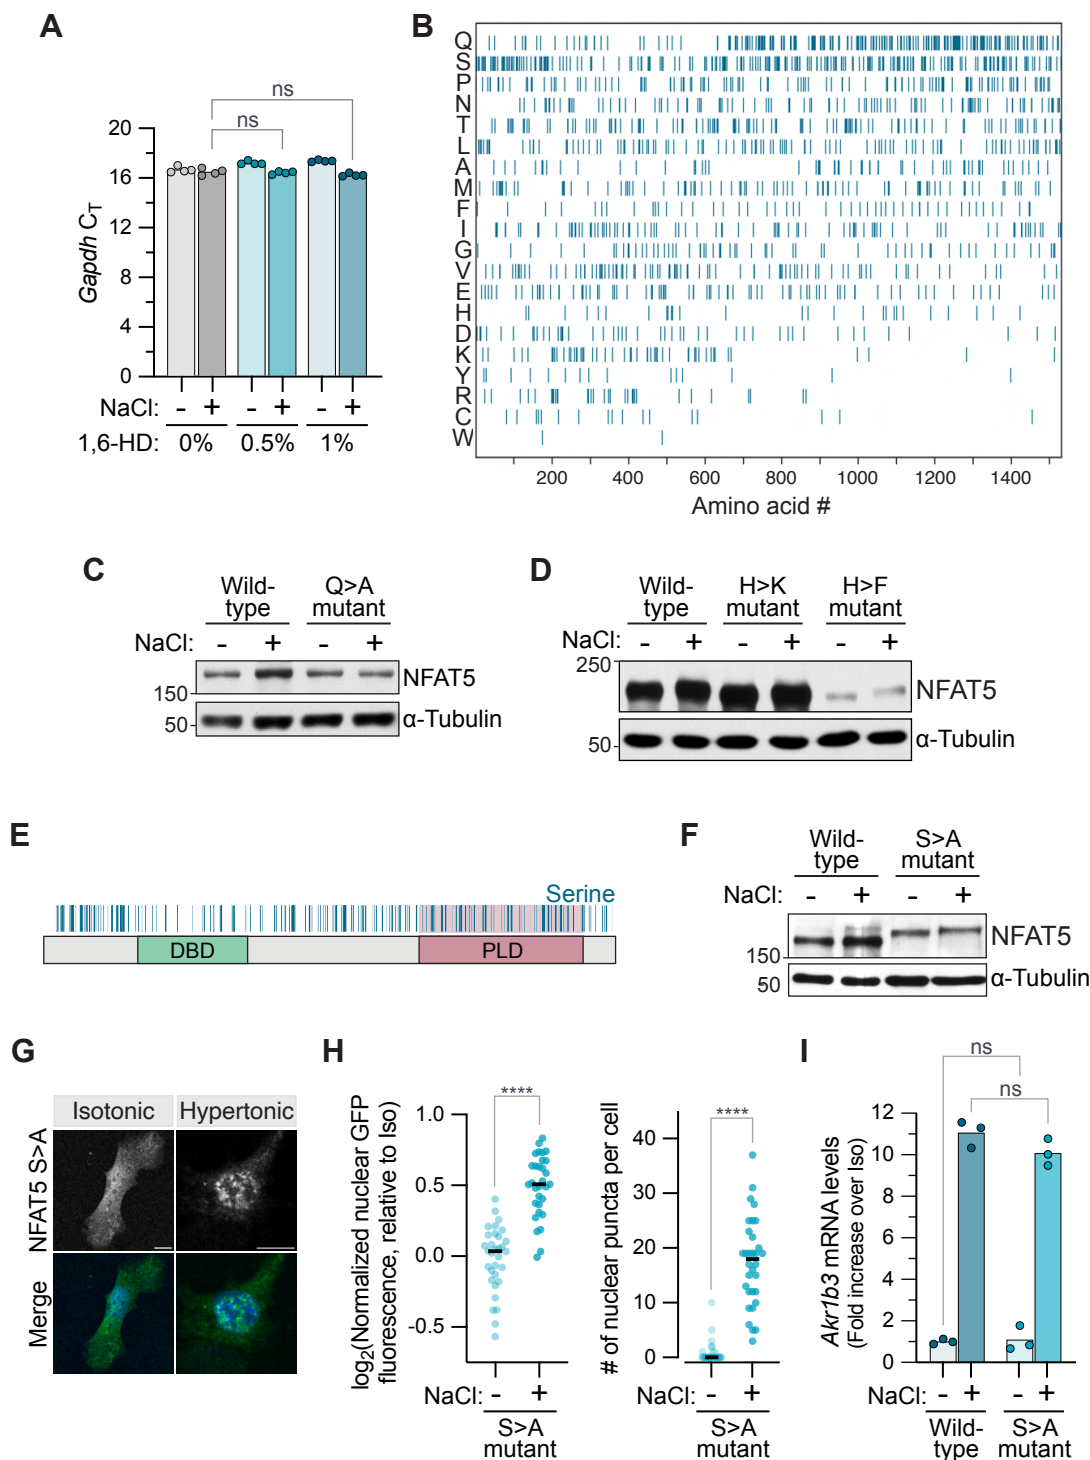 A
ns
ns
20
16
12
8
4
0
Gapdh CT
NaCl: - + - + - +
1,6-HD: 0% 0.5% 1%
B
Q
S
P
N
T
L
A
M
F
I
G
V
E
H
D
K
Y
R
C
W
200 400 600 800 1000 1200 1400
Amino acid #
C
Wild- Q>A
type mutant
NaCl: - + - +
NFAT5
150
50
α-Tubulin
D
Wild- H>K H>F
type mutant mutant
NaCl: - + - + - +
250
NFAT5
50
α-Tubulin
E
Serine
DBD PLD
F
Wild- S>A
type mutant
NaCl: - + - +
NFAT5
150
50
α-Tubulin
G
Isotonic Hypertonic
NFAT5 S>A
Merge
H
log2(Normalized nuclear GFP
fluorescence, relative to Iso)
****
1.0
0.5
0.0
-0.5
NaCl: - +
S>A
mutant
# of nuclear puncta per cell
****
40
30
20
10
0
NaCl: - +
S>A
mutant
I
ns
ns
Akr1b3 mRNA levels
(Fold increase over Iso)
12
10
8
6
4
2
0
NaCl: - + - +
Wild- S>A
type mutant